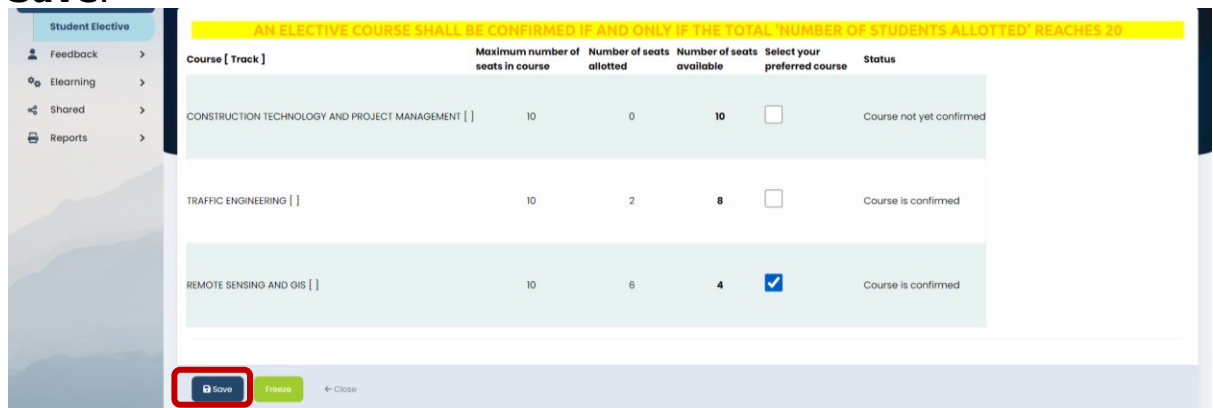 Save.
Student Elective
Feedback >
Elearning >
Shared >
Reports >
AN ELECTIVE COURSE SHALL BE CONFIRMED IF AND ONLY IF THE TOTAL 'NUMBER OF STUDENTS ALLOTTED' REACHES 20
Course [ Track ] Maximum number of seats in course Number of seats allotted Number of seats available Select your preferred course Status
CONSTRUCTION TECHNOLOGY AND PROJECT MANAGEMENT [ ] 10 0 10 Course not yet confirmed
TRAFFIC ENGINEERING [ ] 10 2 8 Course is confirmed
REMOTE SENSING AND GIS [ ] 10 6 4 Course is confirmed
Save Freeze ← Close